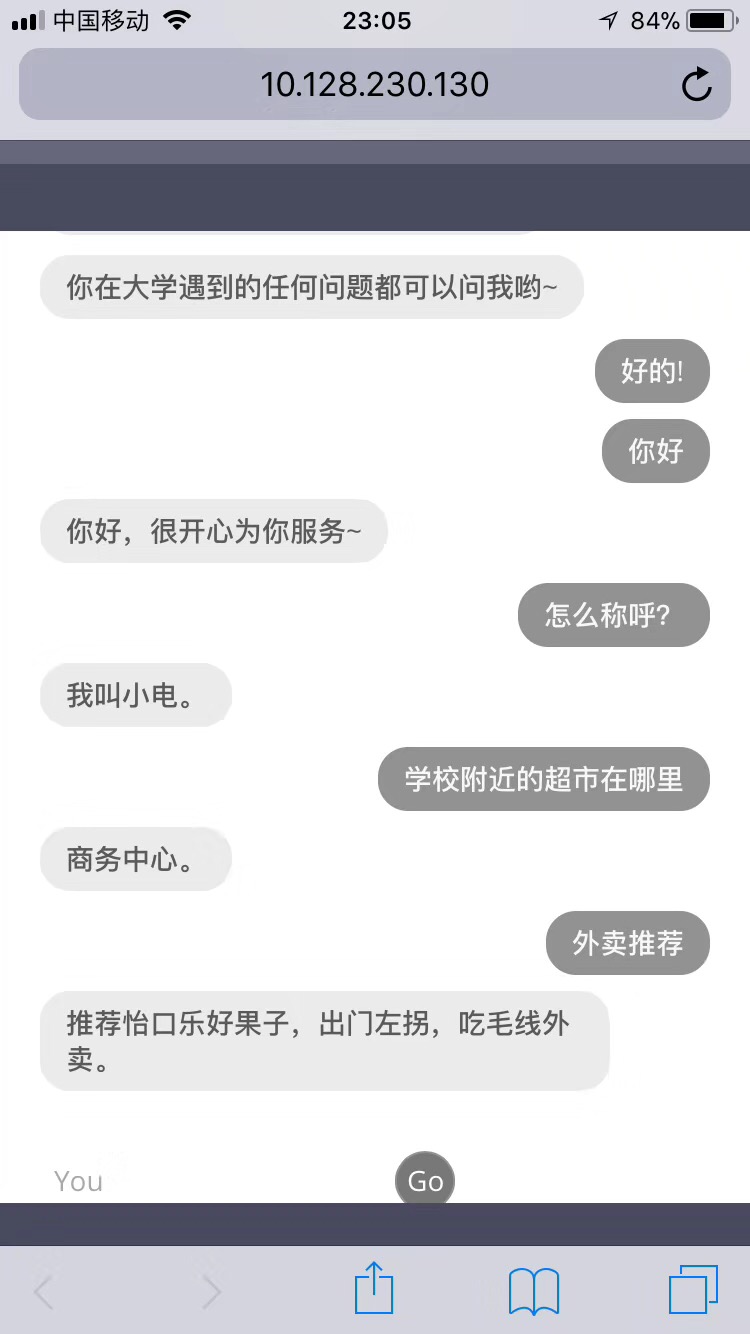 中国移动
23:05
84%
10.128.230.130
你在大学遇到的任何问题都可以问我哟~
好的!
你好
你好，很开心为你服务~
怎么称呼?
我叫小电。
学校附近的超市在哪里
商务中心。
外卖推荐
推荐怡口乐好果子，出门左拐，吃毛线外
卖。
You
Go